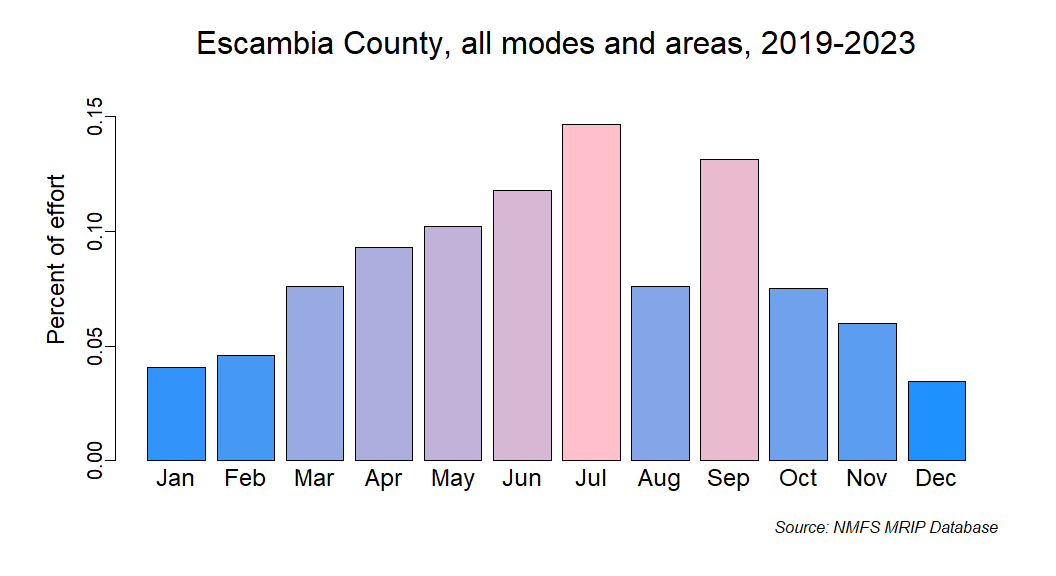 Escambia County, all modes and areas, 2019-2023
Percent of effort
0.15
0.10
0.05
0.00
Jan Feb Mar Apr May Jun Jul Aug Sep Oct Nov Dec
Source: NMFS MRIP Database